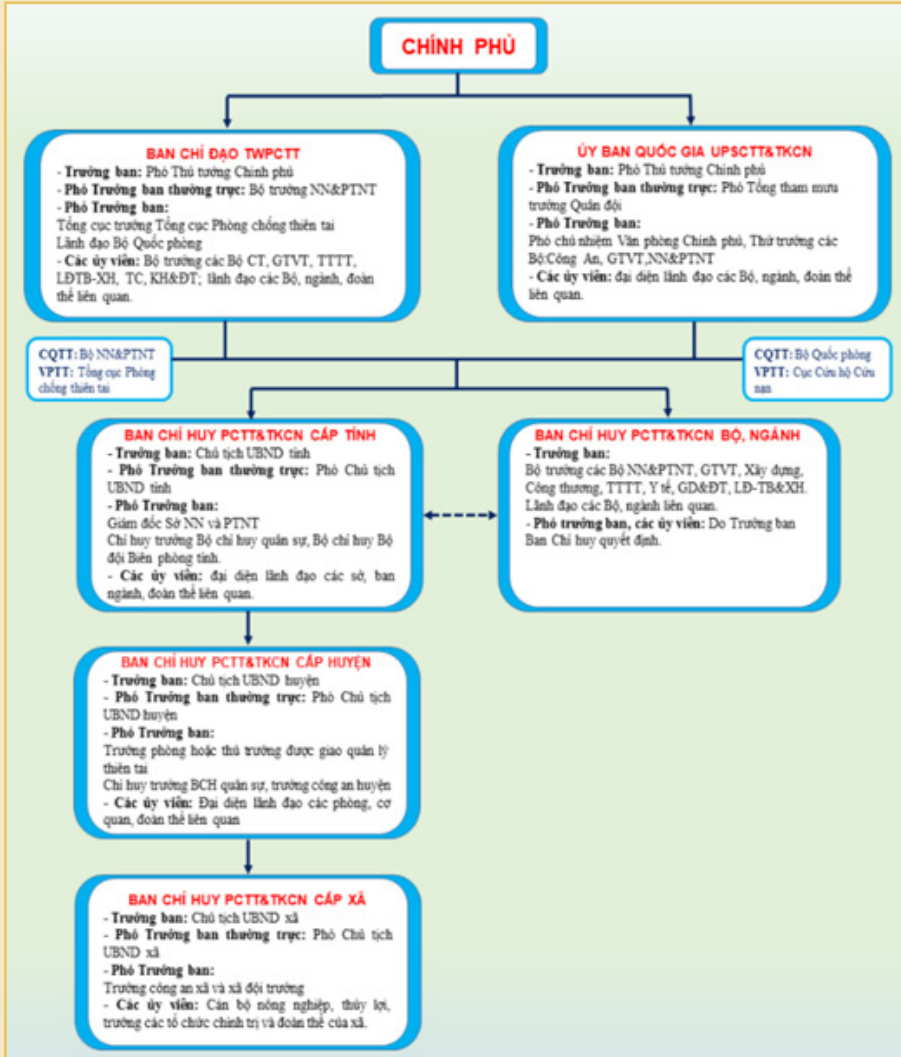 CHÍNH PHỦ
BAN CHỈ ĐẠO TWPCTT
- Trưởng ban: Phó Thủ tướng Chính phủ
- Phó Trưởng ban thường trực: Bộ trưởng NN&PTNT
- Phó Trưởng ban:
Tổng cục trưởng Tổng cục Phòng chống thiên tai
Lãnh đạo Bộ Quốc phòng
- Các ủy viên: Bộ trưởng các Bộ CT, GTVT, TTTT,
LĐTB-XH, TC, KH&ĐT; lãnh đạo các Bộ, ngành, đoàn
thể liên quan.
ỦY BAN QUỐC GIA UPSCTT&TKCN
- Trưởng ban: Phó Thủ tướng Chính phủ
- Phó Trưởng ban thường trực: Phó Tổng tham mưu
trưởng Quân đội
- Phó Trưởng ban:
Phó chủ nhiệm Văn phòng Chính phủ, Thứ trưởng các
Bộ:Công An, GTVT,NN&PTNT
- Các ủy viên: đại diện lãnh đạo các Bộ, ngành, đoàn thể
liên quan.
CQTT: Bộ NN&PTNT
VPTT: Tổng cục Phòng
chống thiên tai
CQTT: Bộ Quốc phòng
VPTT: Cục Cứu hộ Cứu
nạn
BAN CHỈ HUY PCTT&TKCN CẤP TỈNH
- Trưởng ban: Chủ tịch UBND tỉnh
- Phó Trưởng ban thường trực: Phó Chủ tịch
UBND tỉnh
- Phó Trưởng ban:
Giám đốc Sở NN và PTNT
Chỉ huy trưởng Bộ chỉ huy quân sự, Bộ chỉ huy Bộ
đội Biên phòng tỉnh.
- Các ủy viên: đại diện lãnh đạo các sở, ban
ngành, đoàn thể liên quan.
BAN CHỈ HUY PCTT&TKCN BỘ, NGÀNH
- Trưởng ban:
Bộ trưởng các Bộ NN&PTNT, GTVT, Xây dựng,
Công thương, TTTT, Y tế, GD&ĐT, LĐ-TB&XH.
Lãnh đạo các Bộ, ngành liên quan.
- Phó trưởng ban, các ủy viên: Do Trưởng ban
Ban Chỉ huy quyết định.
BAN CHỈ HUY PCTT&TKCN CẤP HUYỆN
- Trưởng ban: Chủ tịch UBND huyện
- Phó Trưởng ban thường trực: Phó Chủ tịch
UBND huyện
- Phó Trưởng ban:
Trưởng phòng hoặc thủ trưởng được giao quản lý
thiên tai
Chỉ huy trưởng BCH quân sự, trưởng công an huyện
- Các ủy viên: Đại diện lãnh đạo các phòng, cơ
quan, đoàn thể liên quan
BAN CHỈ HUY PCTT&TKCN CẤP XÃ
- Trưởng ban: Chủ tịch UBND xã
- Phó Trưởng ban thường trực: Phó Chủ tịch
UBND xã
- Phó Trưởng ban:
Trưởng công an xã và xã đội trưởng
- Các ủy viên: Cán bộ nông nghiệp, thủy lợi,
trưởng các tổ chức chính trị và đoàn thể của xã.